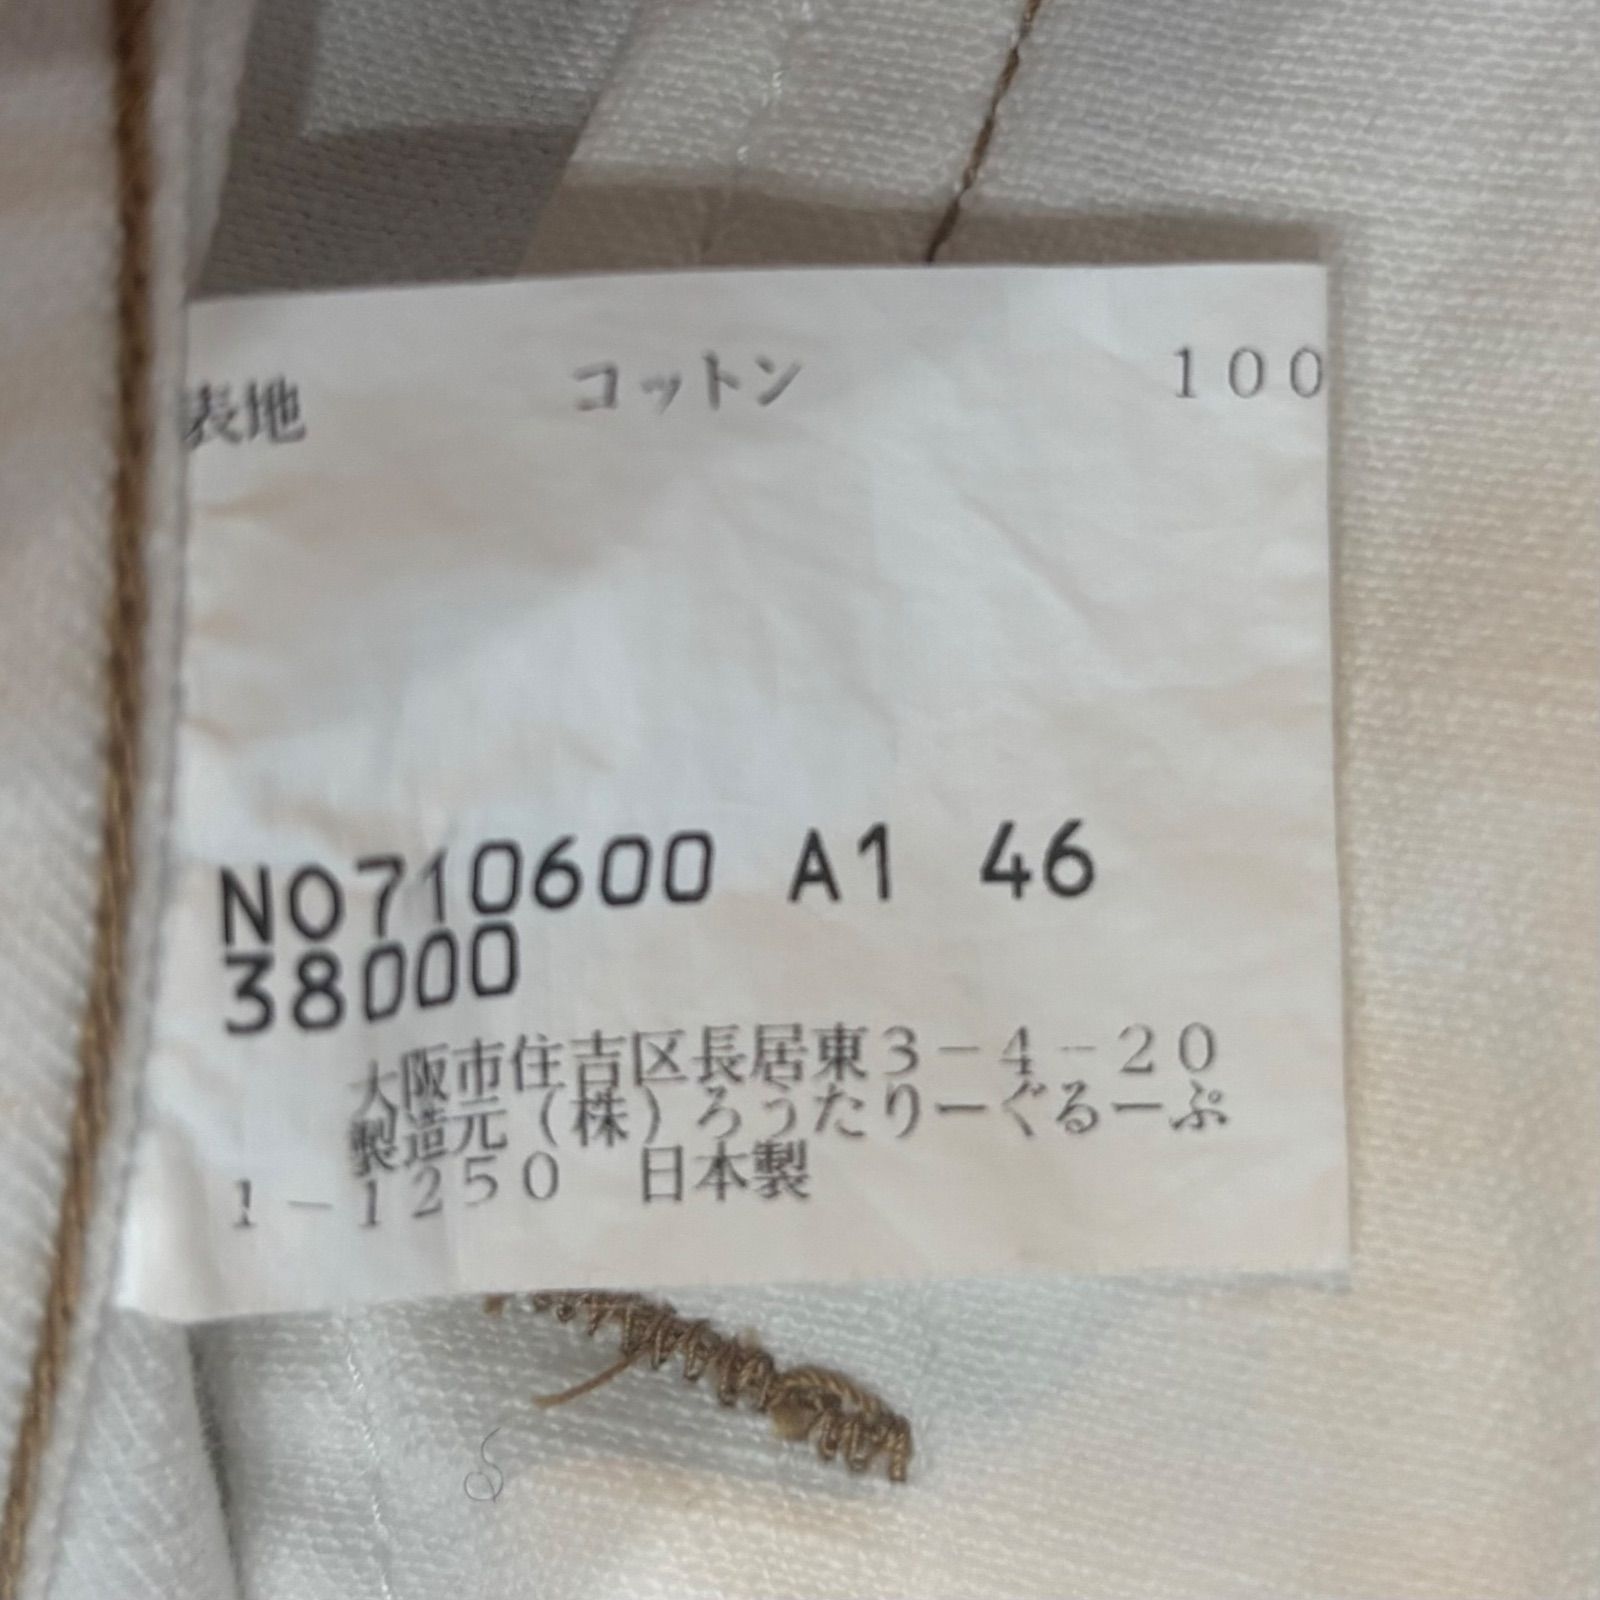 表地 コットン 100
NO710600 A1 46
38000
大阪市住吉区長居東3-4-20
製造元(株)ろうたりーぐるーぷ
1-1250 日本製